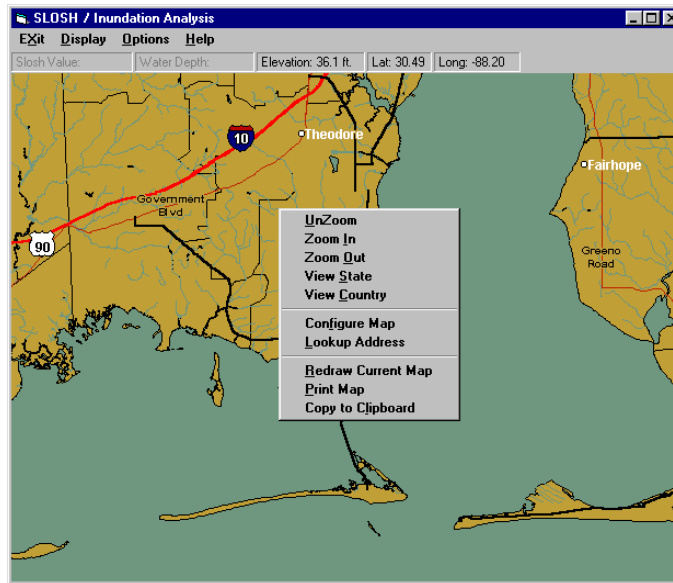 SLOSH / Inundation Analysis
EXit Display Options Help
Slosh Value: Water Depth: Elevation: 36.1 ft. Lat: 30.49 Long: -88.20
10
Theodore
Fairhope
Government
Blvd
90
Greeno
Road
UnZoom
Zoom In
Zoom Out
View State
View Country
Configure Map
Lookup Address
Redraw Current Map
Print Map
Copy to Clipboard